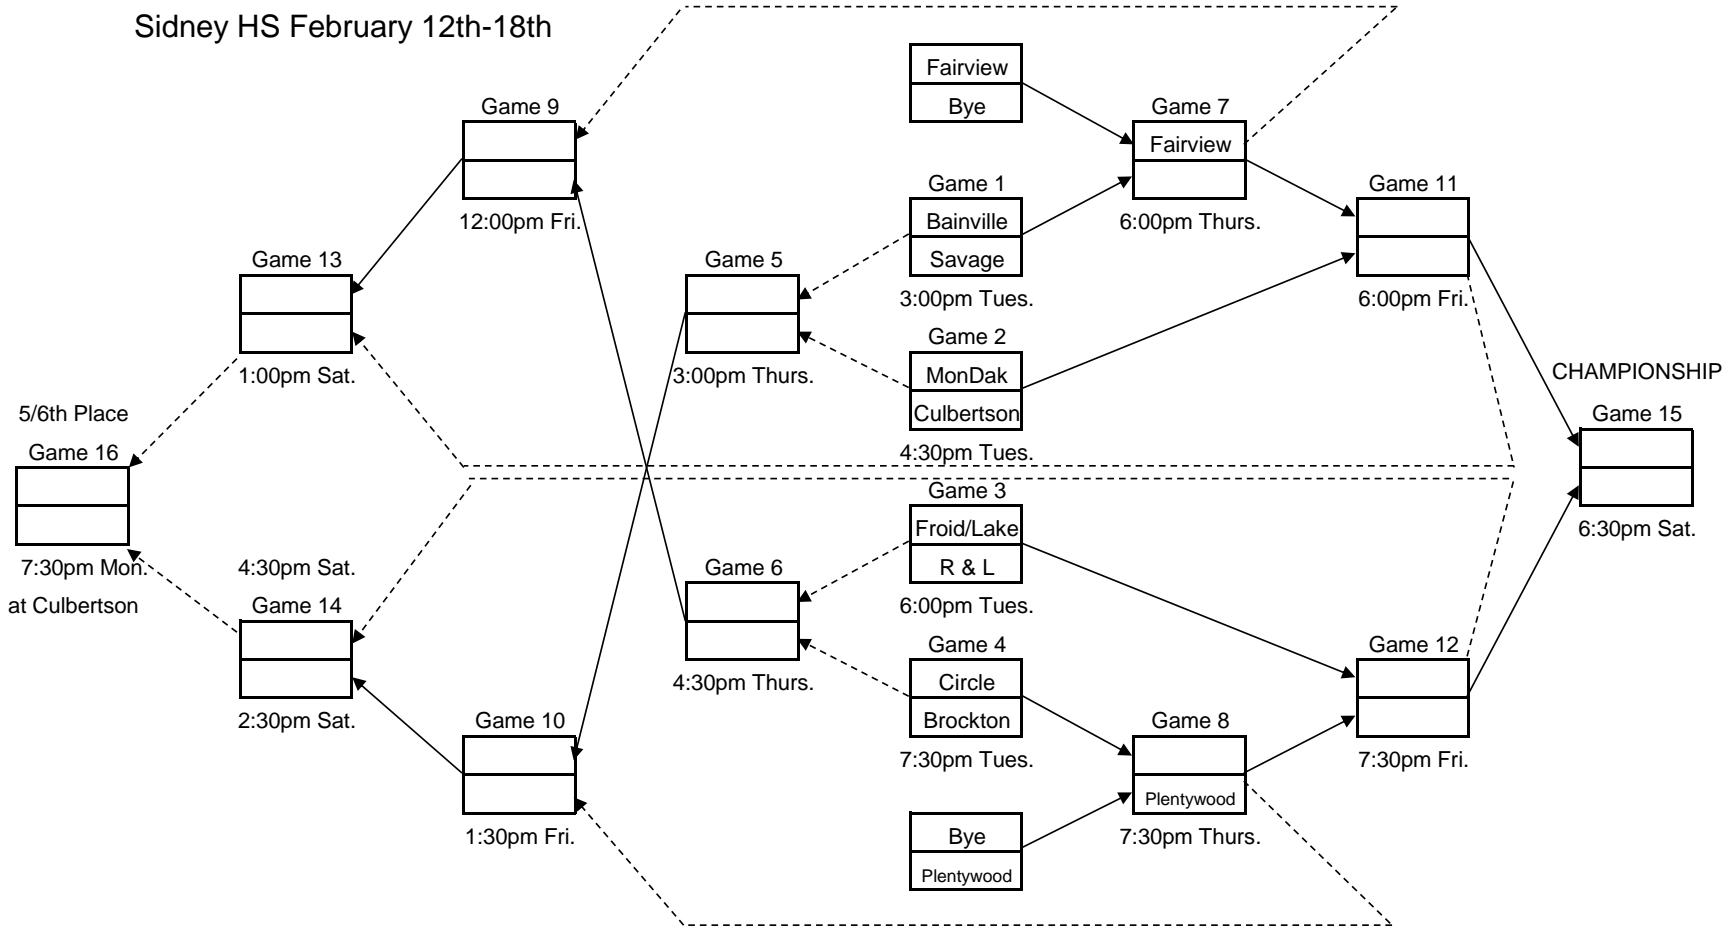 Sidney HS February 12th-18th
Fairview
Bye
Game 9
Game 7
Fairview
Game 1
Bainville
Savage
3:00pm Tues.
Game 11
12:00pm Fri.
6:00pm Thurs.
Game 13
Game 5
6:00pm Fri.
Game 2
MonDak
Culbertson
4:30pm Tues.
1:00pm Sat.
3:00pm Thurs.
CHAMPIONSHIP
5/6th Place
Game 15
Game 16
Game 3
Froid/Lake
R & L
6:00pm Tues.
6:30pm Sat.
7:30pm Mon.
at Culbertson
4:30pm Sat.
Game 14
Game 6
Game 4
Circle
Brockton
7:30pm Tues.
Game 12
4:30pm Thurs.
2:30pm Sat.
Game 10
Game 8
Plentywood
7:30pm Thurs.
7:30pm Fri.
1:30pm Fri.
Bye
Plentywood